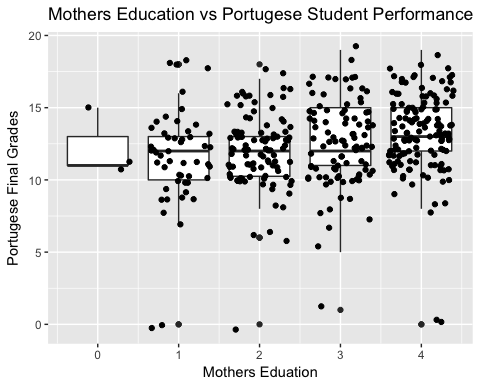 Mothers Education vs Portugese Student Performance
20
15
10
5
0
Portugese Final Grades
0 1 2 3 4
Mothers Eduation